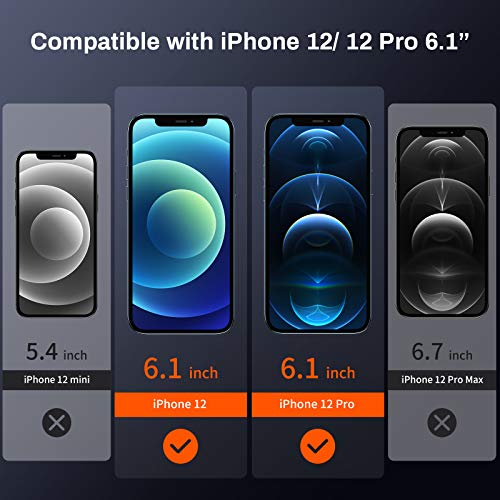 Compatible with iPhone 12/ 12 Pro 6.1”
5.4 inch
iPhone 12 mini
6.1 inch
iPhone 12
6.1 inch
iPhone 12 Pro
6.7 inch
iPhone 12 Pro Max